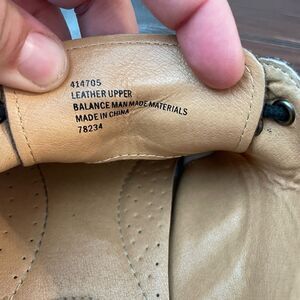 414705
LEATHER UPPER
BALANCE MAN MADE MATERIALS
MADE IN CHINA
78234